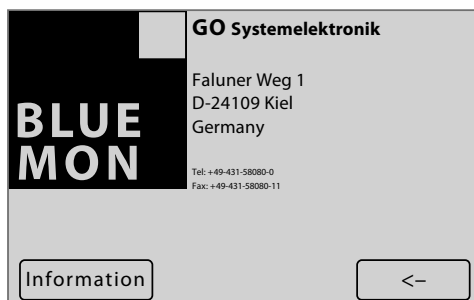 BLUE
MON
GO Systemelektronik
Faluner Weg 1
D-24109 Kiel
Germany
Tel: +49-431-58080-0
Fax: +49-431-58080-11
Information
<–